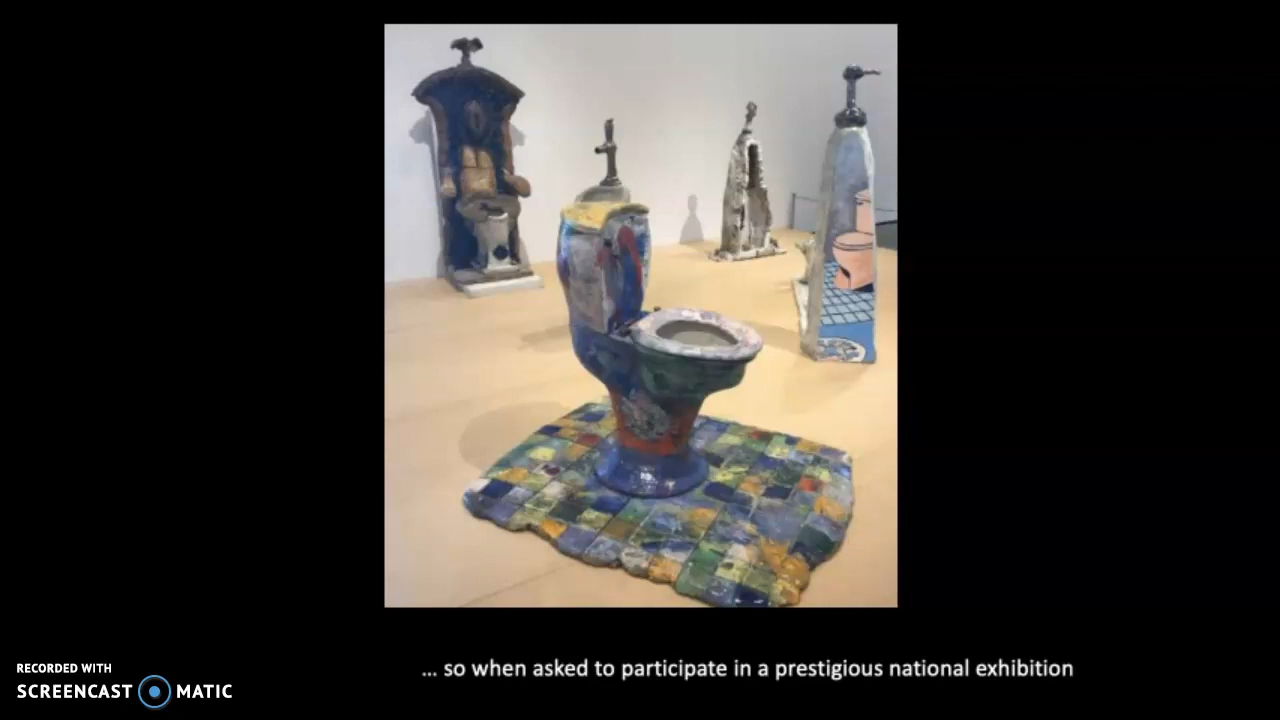 ... so when asked to participate in a prestigious national exhibition
RECORDED WITH
SCREENCAST MATIC